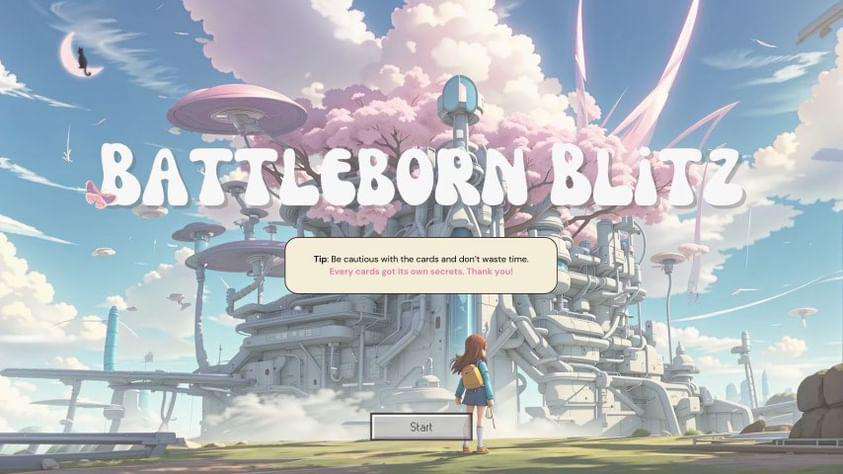 BATTLEBORN BLiTZ
Tip: Be cautious with the cards and don't waste time.
Every cards got its own secrets. Thank you!
Start